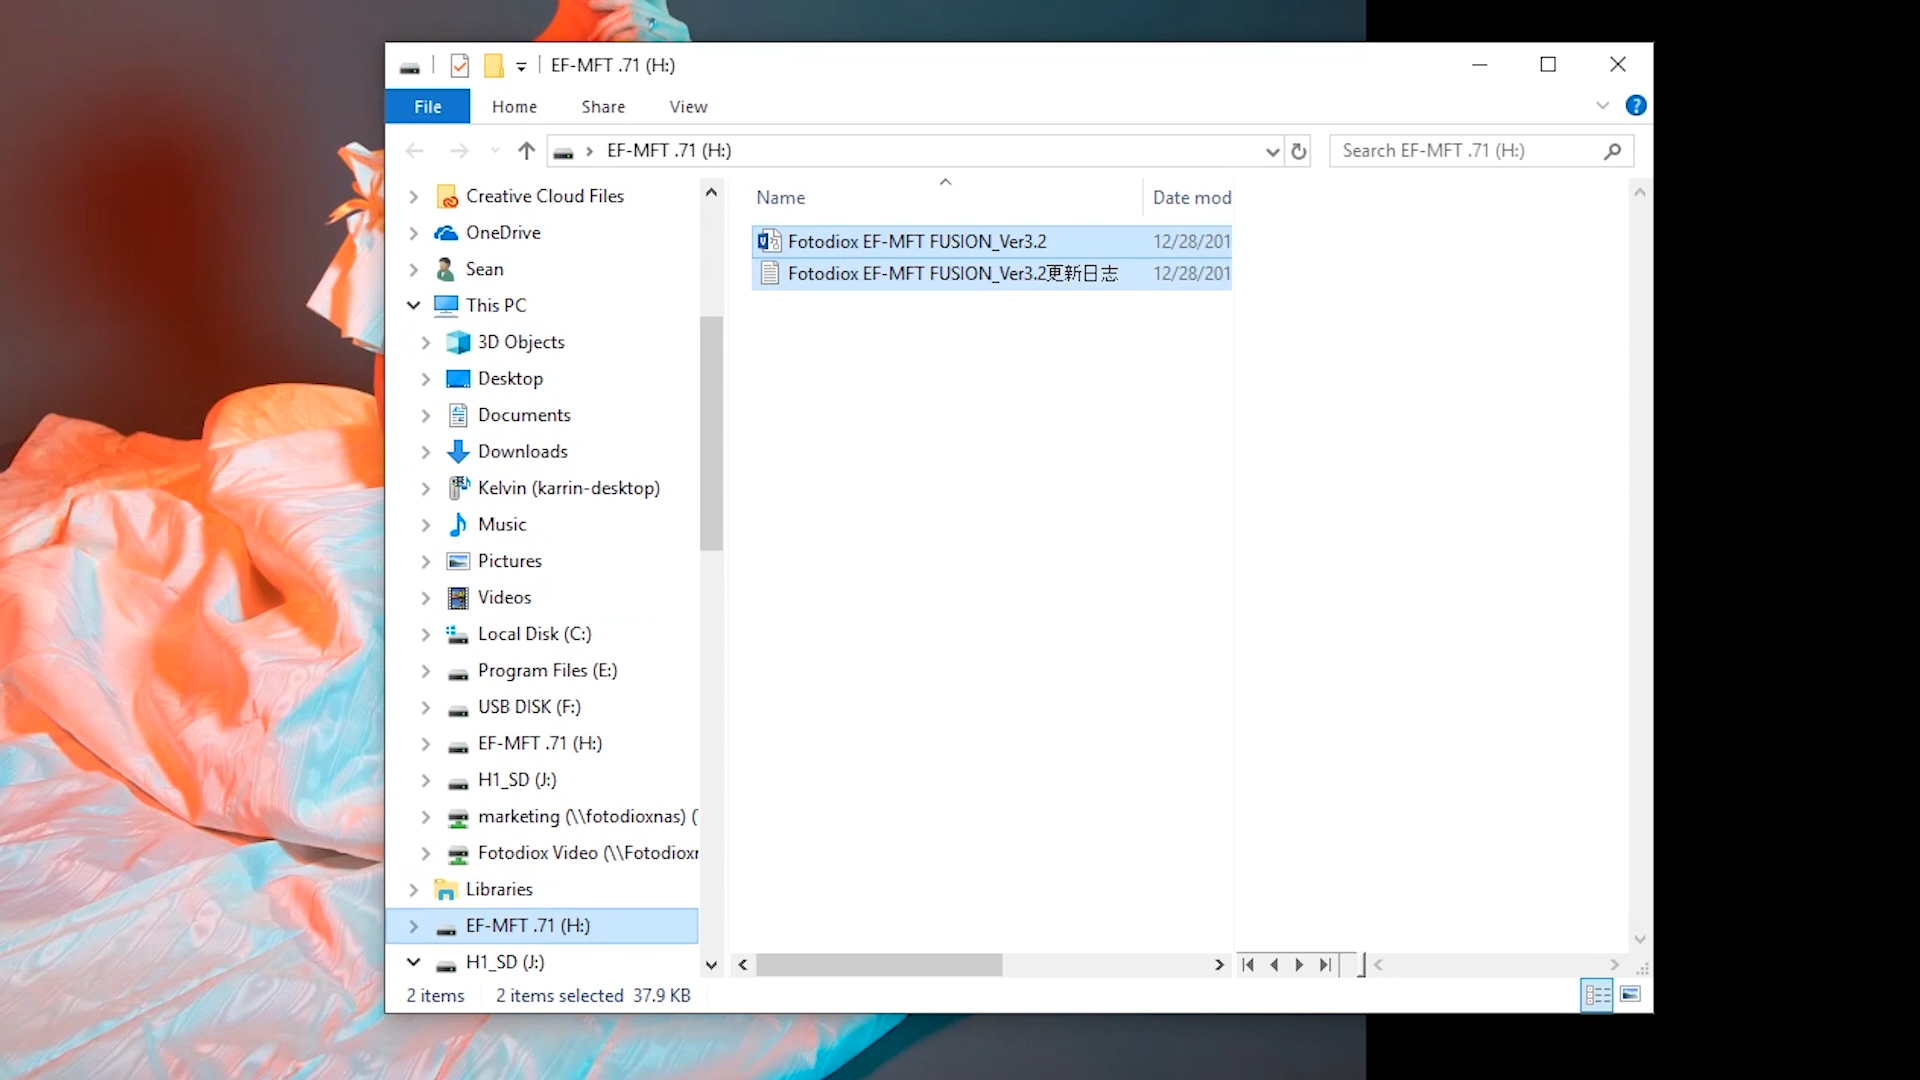 EF-MFT .71 (H:)
File Home Share View
EF-MFT .71 (H:)
Search EF-MFT .71 (H:)
Creative Cloud Files
OneDrive
Sean
This PC
3D Objects
Desktop
Documents
Downloads
Kelvin (karrin-desktop)
Music
Pictures
Videos
Local Disk (C:)
Program Files (E:)
USB DISK (F:)
EF-MFT .71 (H:)
H1_SD (J:)
marketing (\\fotodioxnas) (
Fotodiox Video (\\Fotodioxr
Libraries
EF-MFT .71 (H:)
H1_SD (J:)
Name Date mod
Fotodiox EF-MFT FUSION_Ver3.2 12/28/201
Fotodiox EF-MFT FUSION_Ver3.2更新日志 12/28/201
2 items 2 items selected 37.9 KB